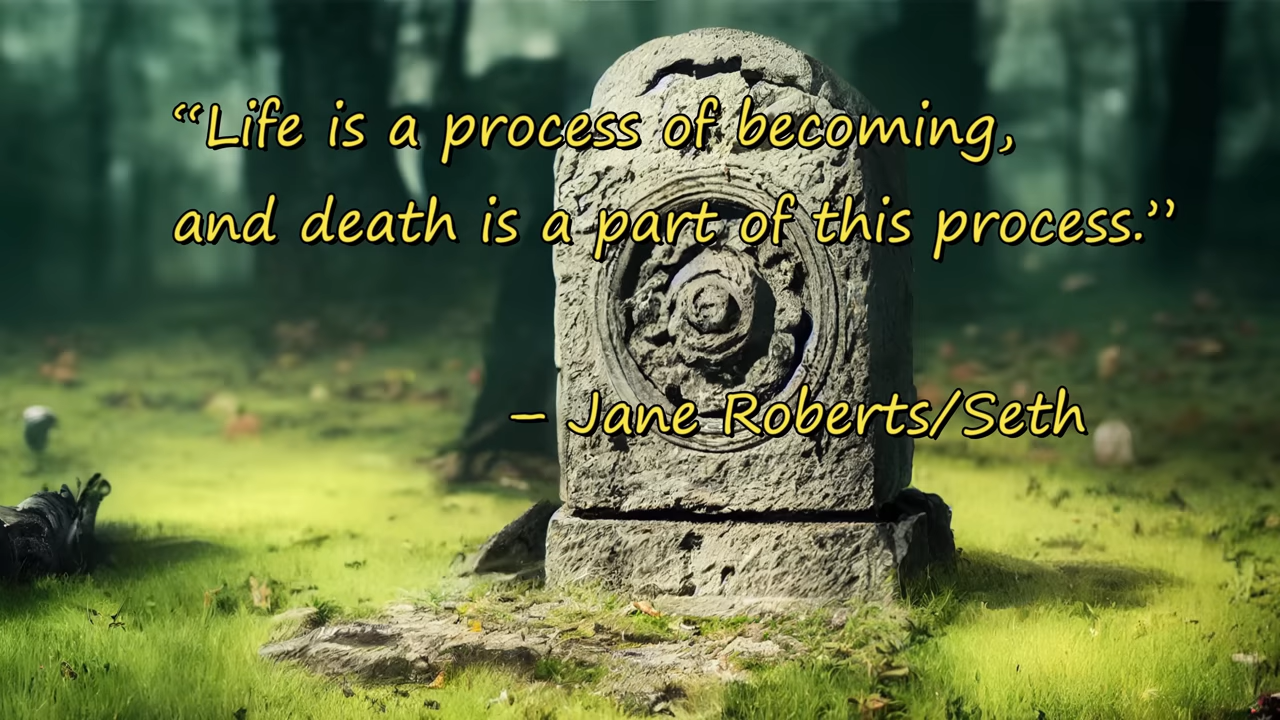 “Life is a process of becoming,
and death is a part of this process.”
– Jane Roberts/Seth